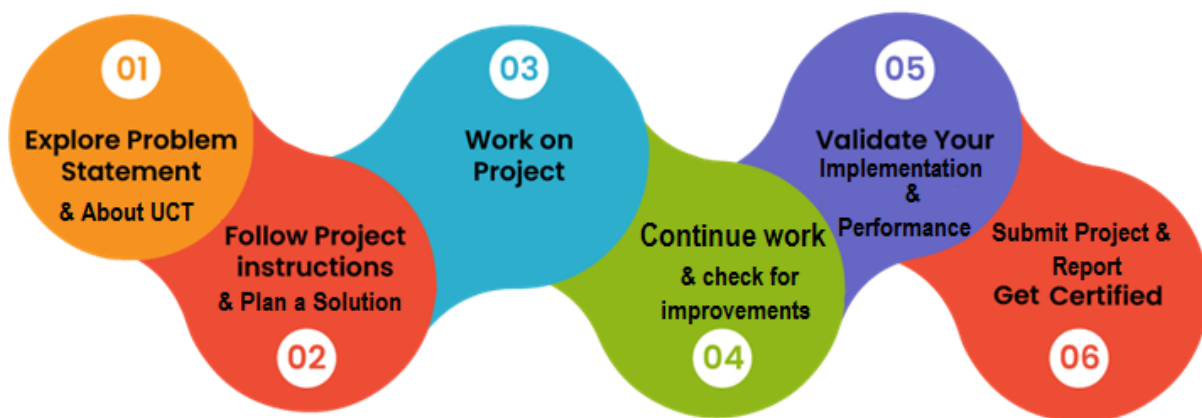 01
Explore Problem
Statement
& About UCT
Follow Project
instructions
& Plan a Solution
02
03
Work on
Project
Continue work
& check for
improvements
04
05
Validate Your
Implementation
&
Performance
Submit Project &
Report
Get Certified
06